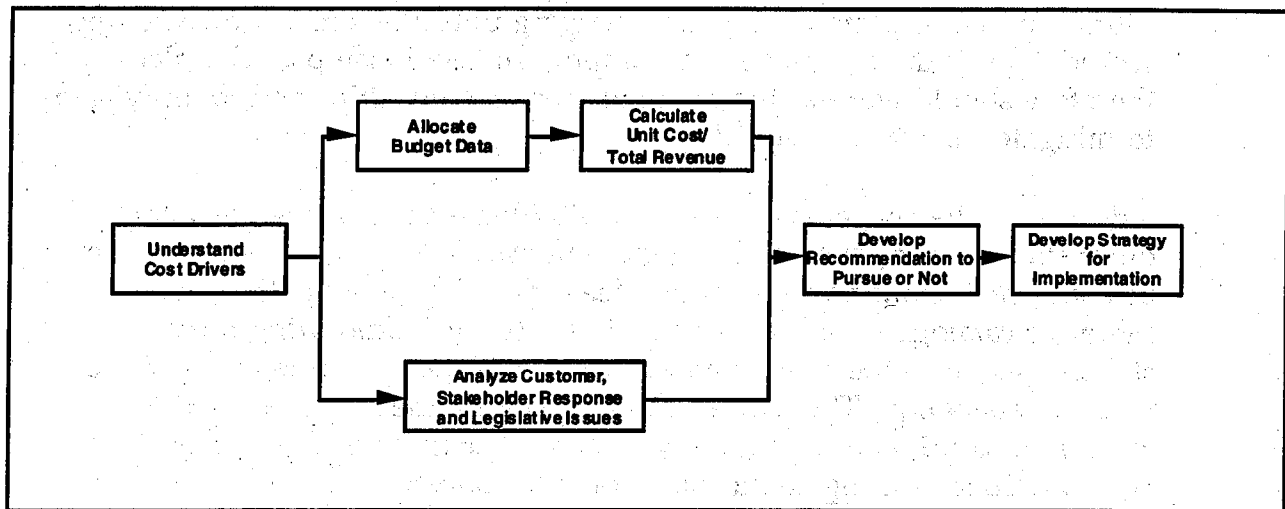 Allocate
Budget Data
Calculate
Unit Cost/
Total Revenue
Understand
Cost Drivers
Develop
Recommendation to
Pursue or Not
Develop Strategy
for
Implementation
Analyze Customer,
Stakeholder Response
and Legislative Issues